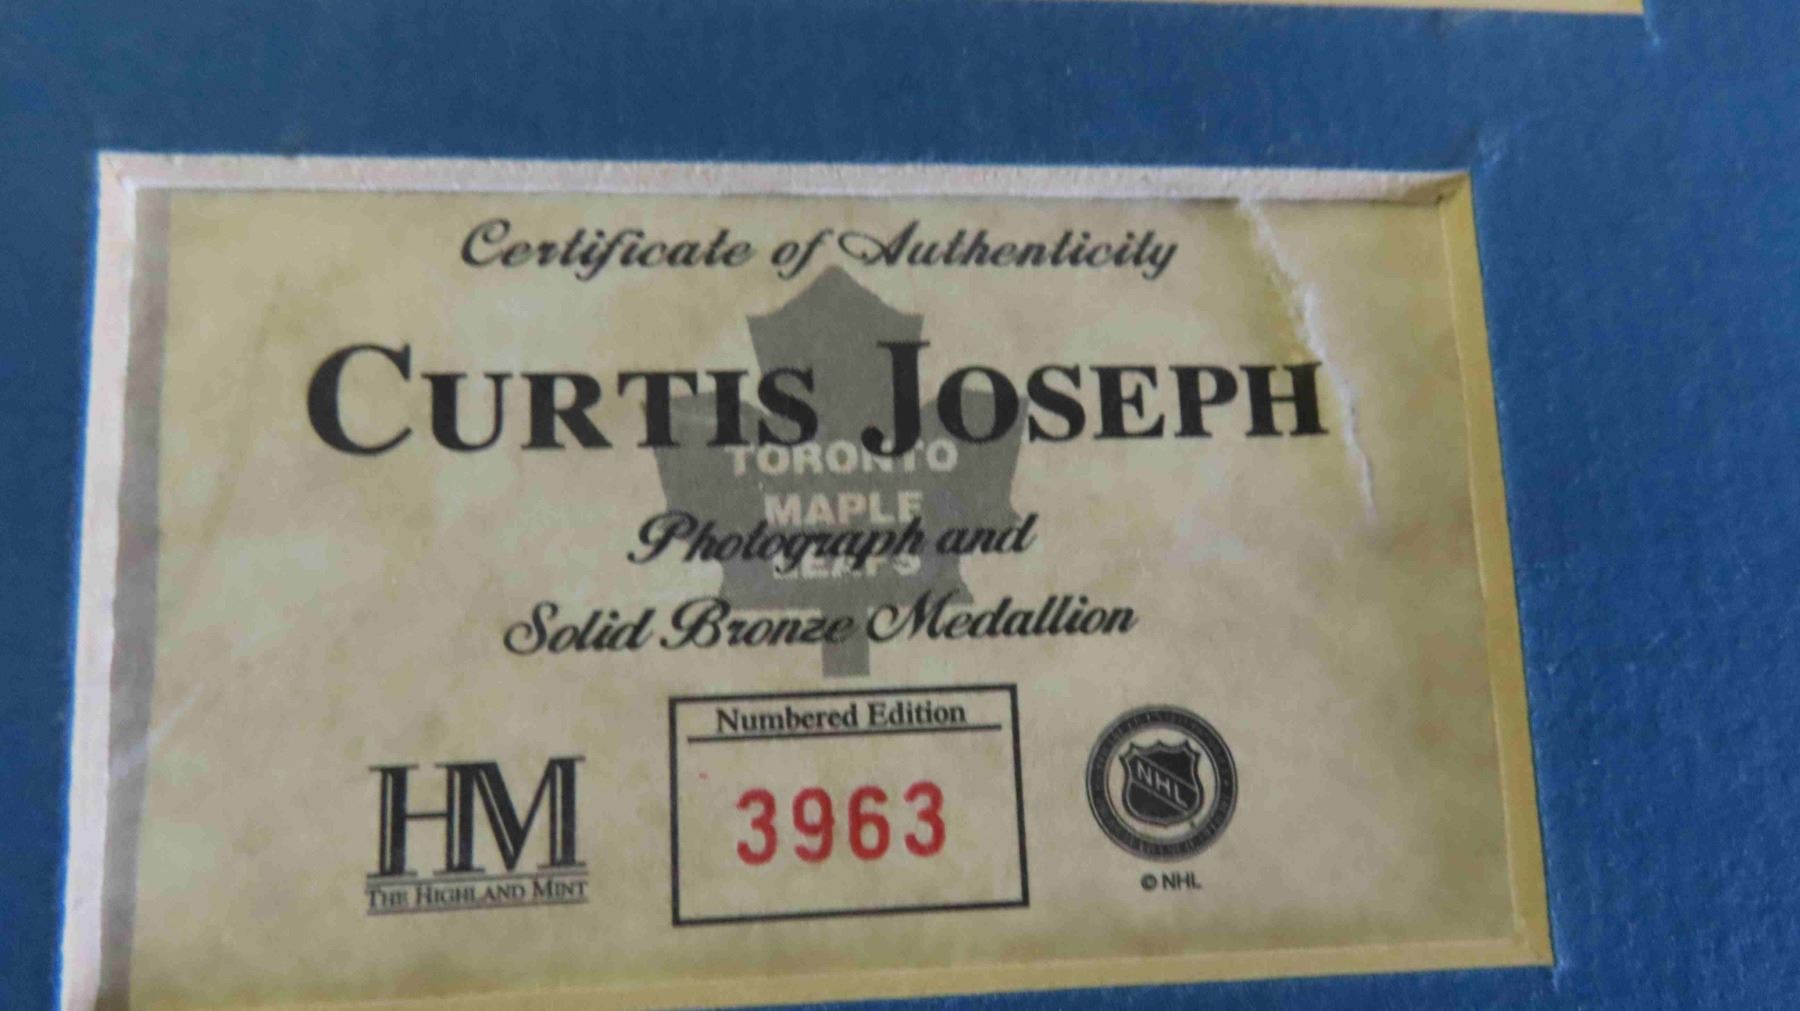 Certificate of Authenticity
CURTIS JOSEPH
TORONTO
MAPLE
LEAFS
Photograph and
Solid Bronze Medallion
Numbered Edition
3963
HM
THE HIGHLAND MINT
NHL
© NHL